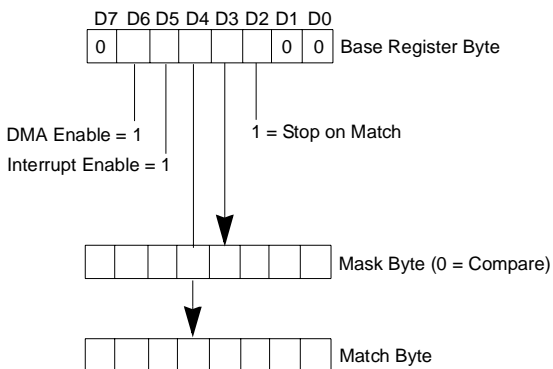 D7 D6 D5 D4 D3 D2 D1 D0
0 0 0 Base Register Byte
DMA Enable = 1 1 = Stop on Match
Interrupt Enable = 1
Mask Byte (0 = Compare)
Match Byte